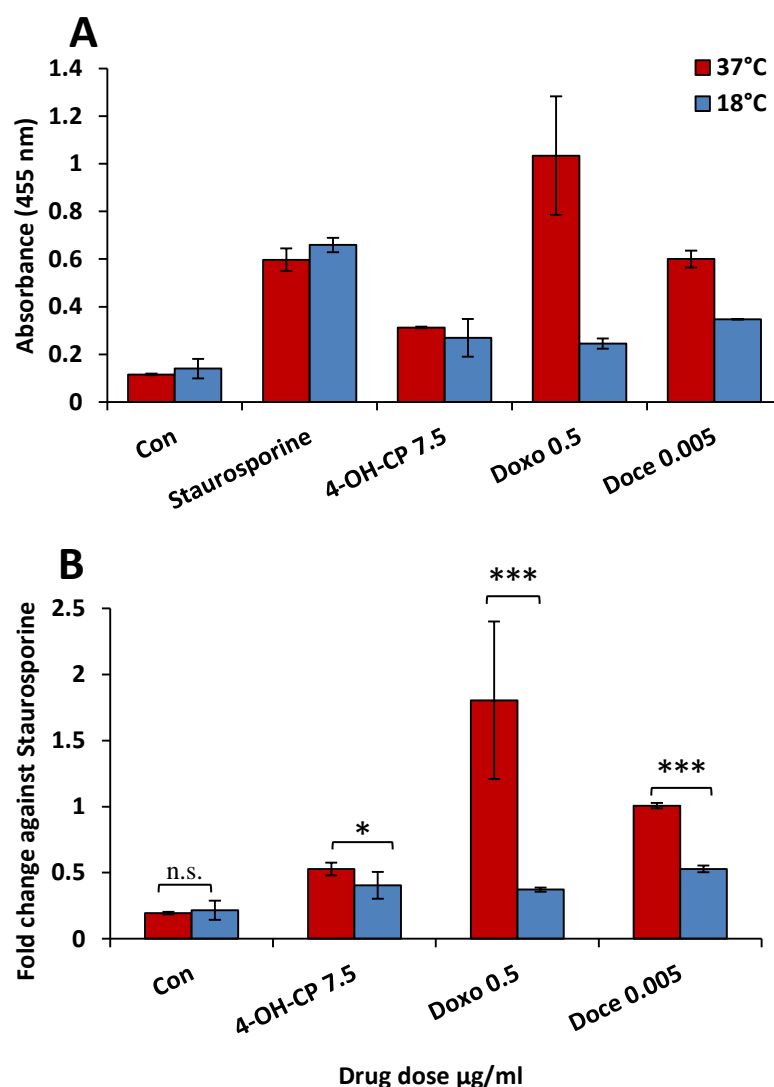 A
37°C
18°C
Absorbance (455 nm)
1.4
1.2
1
0.8
0.6
0.4
0.2
0
Con
Staurosporine
4-OH-CP 7.5
Doxo 0.5
Doce 0.005
B
Fold change against Staurosporine
2.5
2
1.5
1
0.5
0
n.s.
*
***
***
Con
4-OH-CP 7.5
Doxo 0.5
Doce 0.005
Drug dose µg/ml